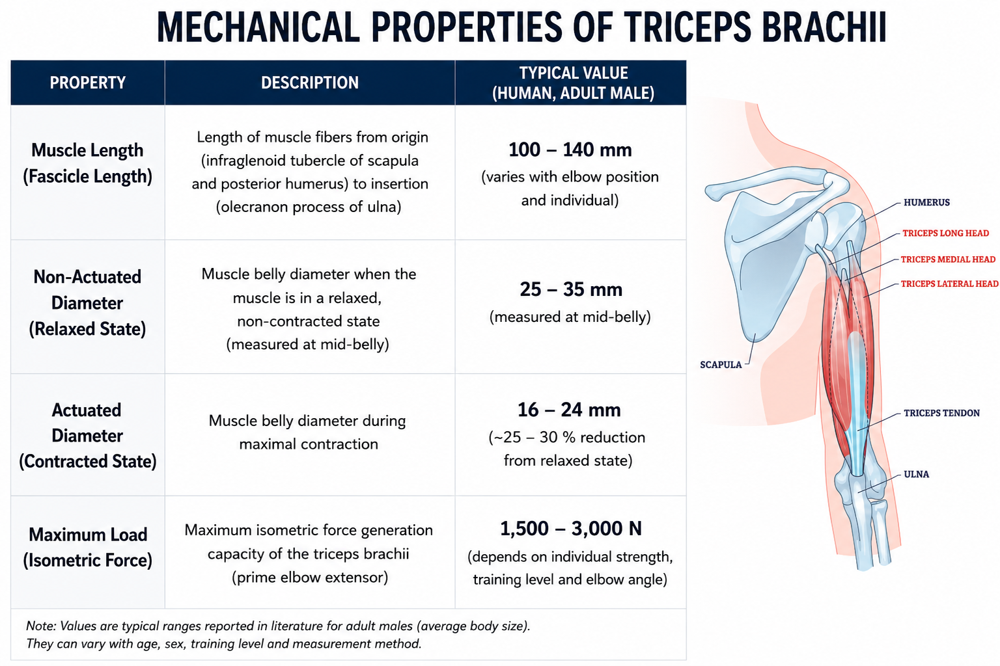 MECHANICAL PROPERTIES OF TRICEPS BRACHII
PROPERTY
DESCRIPTION
TYPICAL VALUE
(HUMAN, ADULT MALE)
Muscle Length
(Fascicle Length)
Length of muscle fibers from origin
(infraglenoid tubercle of scapula
and posterior humerus) to insertion
(olecranon process of ulna)
100 – 140 mm
(varies with elbow position
and individual)
Non-Actuated
Diameter
(Relaxed State)
Muscle belly diameter when the
muscle is in a relaxed,
non-contracted state
(measured at mid-belly)
25 – 35 mm
(measured at mid-belly)
Actuated
Diameter
(Contracted State)
Muscle belly diameter during
maximal contraction
16 – 24 mm
(~25 – 30 % reduction
from relaxed state)
Maximum Load
(Isometric Force)
Maximum isometric force generation
capacity of the triceps brachii
(prime elbow extensor)
1,500 – 3,000 N
(depends on individual strength,
training level and elbow angle)
Note: Values are typical ranges reported in literature for adult males (average body size).
They can vary with age, sex, training level and measurement method.
HUMERUS
TRICEPS LONG HEAD
TRICEPS MEDIAL HEAD
TRICEPS LATERAL HEAD
SCAPULA
TRICEPS TENDON
ULNA